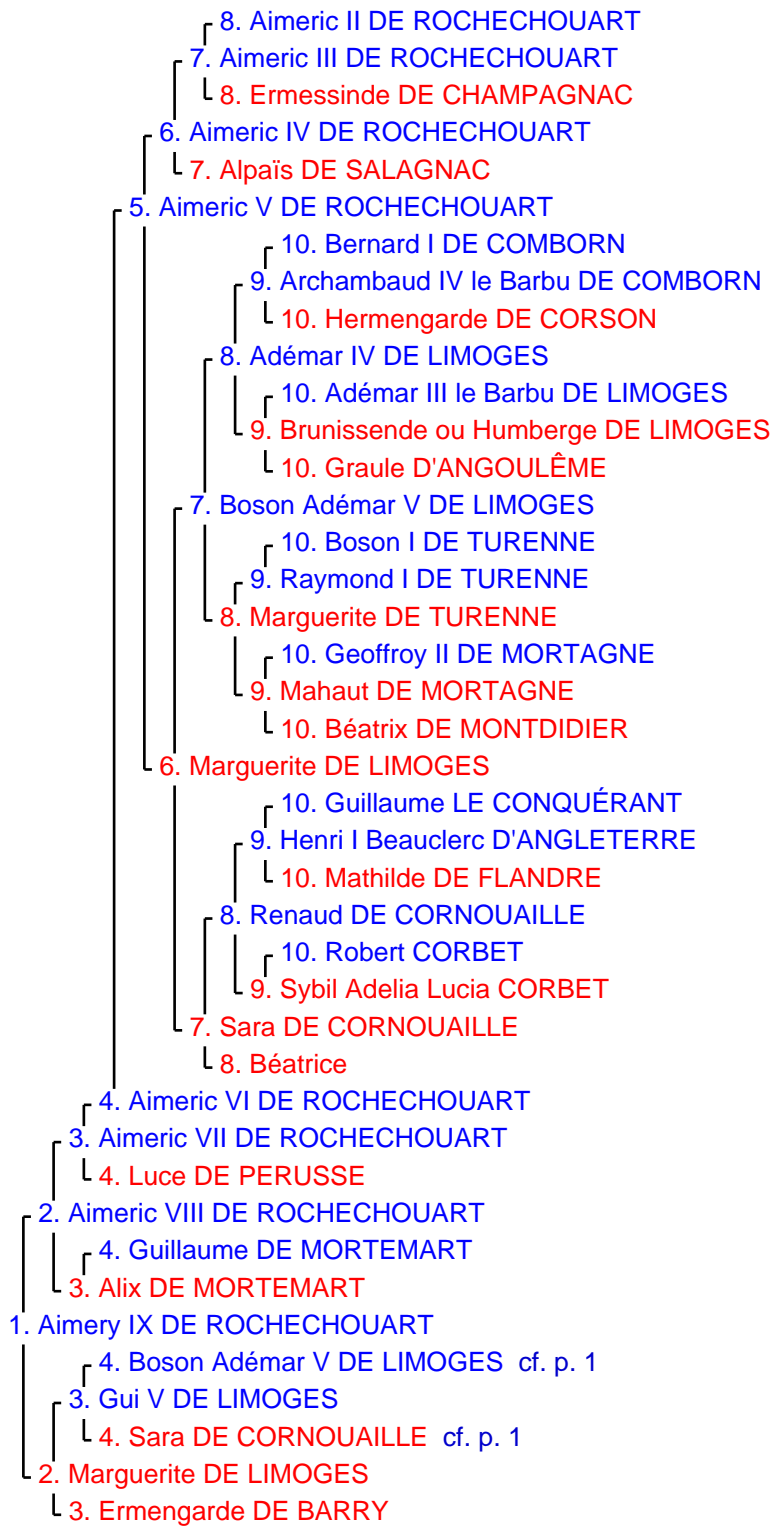 8. Aimeric II DE ROCHECHOUART
7. Aimeric III DE ROCHECHOUART
8. Ermessinde DE CHAMPAGNAC
6. Aimeric IV DE ROCHECHOUART
7. Alpaïs DE SALAGNAC
5. Aimeric V DE ROCHECHOUART
10. Bernard I DE COMBORN
9. Archambaud IV le Barbu DE COMBORN
10. Hermengarde DE CORSON
8. Adémar IV DE LIMOGES
10. Adémar III le Barbu DE LIMOGES
9. Brunissende ou Humberge DE LIMOGES
10. Graule D'ANGOULÊME
7. Boson Adémar V DE LIMOGES
10. Boson I DE TURENNE
9. Raymond I DE TURENNE
8. Marguerite DE TURENNE
10. Geoffroy II DE MORTAGNE
9. Mahaut DE MORTAGNE
10. Béatrix DE MONTDIDIER
6. Marguerite DE LIMOGES
10. Guillaume LE CONQUÉRANT
9. Henri I Beauclerc D'ANGLETERRE
10. Mathilde DE FLANDRE
8. Renaud DE CORNOUAILLE
10. Robert CORBET
9. Sybil Adelia Lucia CORBET
7. Sara DE CORNOUAILLE
8. Béatrice
4. Aimeric VI DE ROCHECHOUART
3. Aimeric VII DE ROCHECHOUART
4. Luce DE PERUSSE
2. Aimeric VIII DE ROCHECHOUART
4. Guillaume DE MORTEMART
3. Alix DE MORTEMART
1. Aimery IX DE ROCHECHOUART
4. Boson Adémar V DE LIMOGES cf. p. 1
3. Gui V DE LIMOGES
4. Sara DE CORNOUAILLE cf. p. 1
2. Marguerite DE LIMOGES
3. Ermengarde DE BARRY